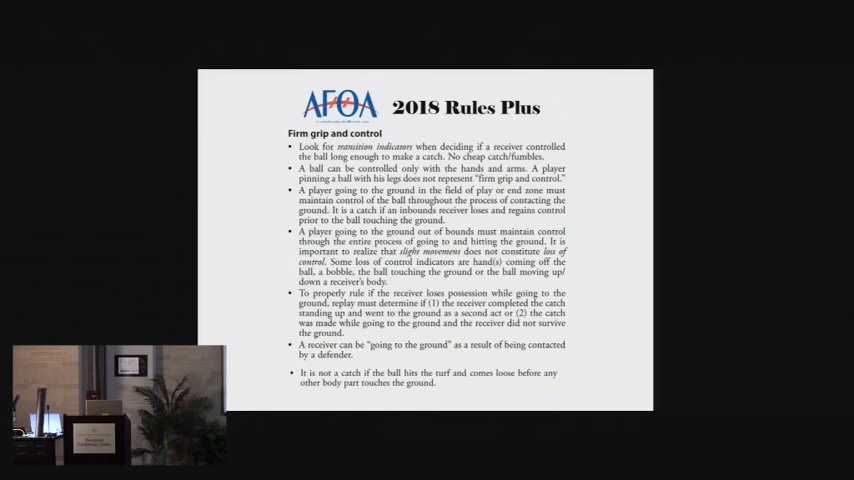 AFOA
2018 Rules Plus
Firm grip and control
• Look for transition indicators when deciding if a receiver controlled
the ball long enough to make a catch. No cheap catch/fumbles.
• A ball can be controlled only with the hands and arms. A player
pinning a ball with his legs does not represent “firm grip and control.”
• A player going to the ground in the field of play or end zone must
maintain control of the ball throughout the process of contacting the
ground. It is a catch if an inbounds receiver loses and regains control
prior to the ball touching the ground.
• A player going to the ground out of bounds must maintain control
through the entire process of going to and hitting the ground. It is
important to realize that slight movement does not constitute loss of
control. Some loss of control indicators are hand(s) coming off the
ball, a bobble, the ball touching the ground or the ball moving up/
down a receiver’s body.
• To properly rule if the receiver loses possession while going to the
ground, replay must determine if (1) the receiver completed the catch
standing up and went to the ground as a second act or (2) the catch
was made while going to the ground and the receiver did not survive
the ground.
• A receiver can be “going to the ground” as a result of being contacted
by a defender.
• It is not a catch if the ball hits the turf and comes loose before any
other body part touches the ground.